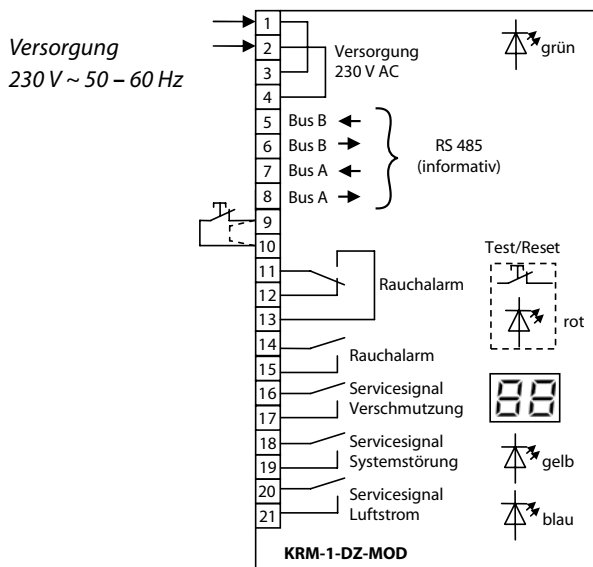 Versorgung
230 V ~ 50 – 60 Hz
1
2
3
4
Versorgung
230 V AC
grün
5 Bus B
6 Bus B
7 Bus A
8 Bus A
RS 485
(informativ)
9
10
11
12
13
Rauchalarm
Test/Reset
rot
14
15
Rauchalarm
16
17
Servicesignal
Verschmutzung
88
18
19
Servicesignal
Systemstörung
gelb
20
21
Servicesignal
Luftstrom
blau
KRM-1-DZ-MOD